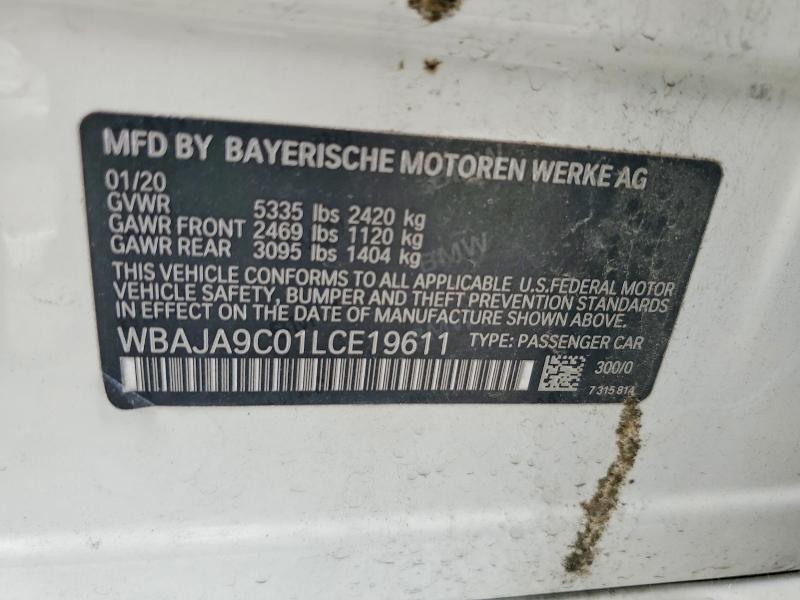 MFD BY BAYERISCHE MOTOREN WERKE AG
01/20
GVWR 5335 lbs 2420 kg
GAWR FRONT 2469 lbs 1120 kg
GAWR REAR 3095 lbs 1404 kg
THIS VEHICLE CONFORMS TO ALL APPLICABLE U.S.FEDERAL MOTOR
VEHICLE SAFETY, BUMPER AND THEFT PREVENTION STANDARDS
IN EFFECT ON THE DATE OF MANUFACTURE SHOWN ABOVE.
WBAJA9C01LCE19611 TYPE: PASSENGER CAR
300/0
7 315 814